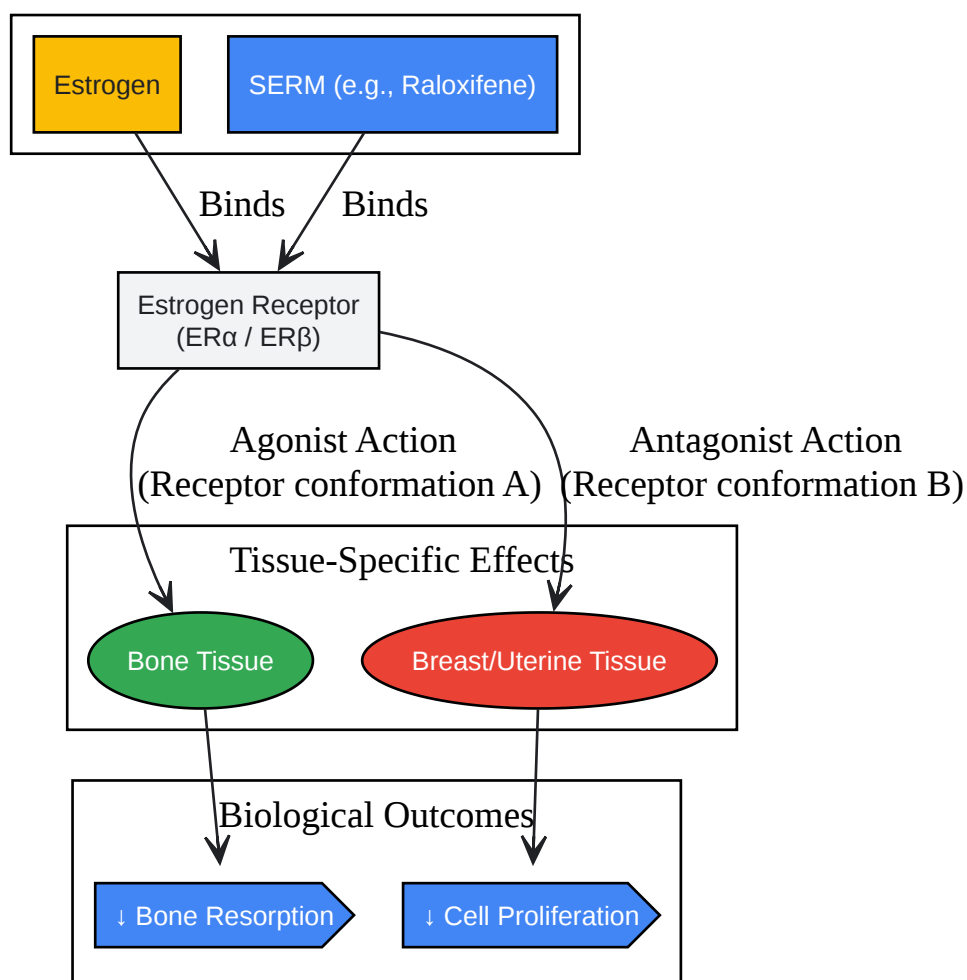 Estrogen
SERM (e.g., Raloxifene)
Binds
Binds
Estrogen Receptor
(ERα / ERβ)
Agonist Action
(Receptor conformation A)
Antagonist Action
(Receptor conformation B)
Tissue-Specific Effects
Bone Tissue
Breast/Uterine Tissue
Biological Outcomes
↓ Bone Resorption
↓ Cell Proliferation